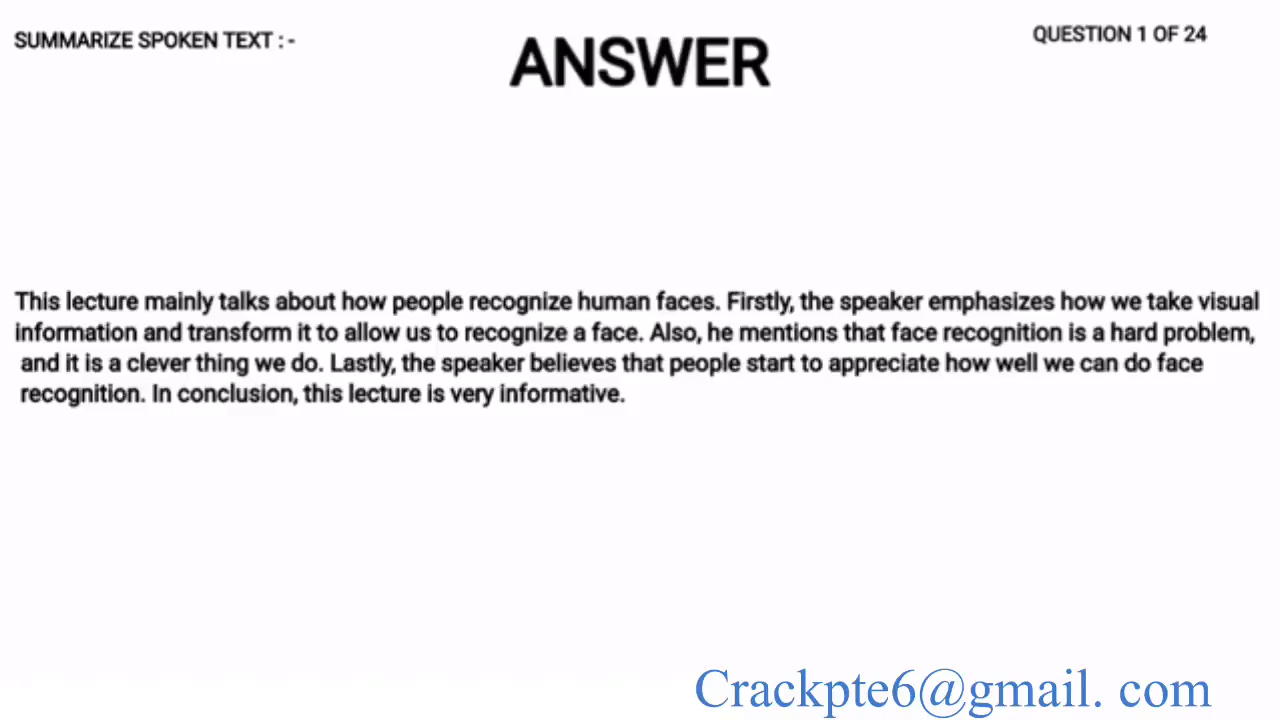 SUMMARIZE SPOKEN TEXT : -
ANSWER
QUESTION 1 OF 24
This lecture mainly talks about how people recognize human faces. Firstly, the speaker emphasizes how we take visual
information and transform it to allow us to recognize a face. Also, he mentions that face recognition is a hard problem,
and it is a clever thing we do. Lastly, the speaker believes that people start to appreciate how well we can do face
recognition. In conclusion, this lecture is very informative.
Crackpte6@gmail. com